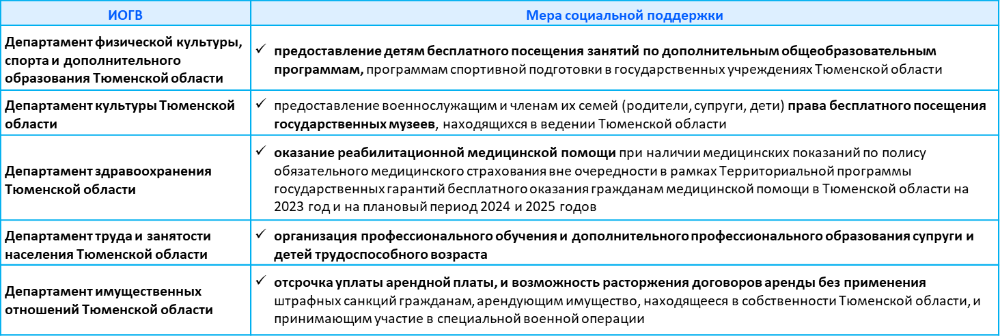 ИОГВ
Мера социальной поддержки
Департамент физической культуры,
спорта и дополнительного
образования Тюменской области
✓ предоставление детям бесплатного посещения занятий по дополнительным общеобразовательным
программам, программам спортивной подготовки в государственных учреждениях Тюменской области
Департамент культуры Тюменской
области
✓ предоставление военнослужащим и членам их семей (родители, супруги, дети) права бесплатного посещения
государственных музеев, находящихся в ведении Тюменской области
Департамент здравоохранения
Тюменской области
✓ оказание реабилитационной медицинской помощи при наличии медицинских показаний по полису
обязательного медицинского страхования вне очередности в рамках Территориальной программы
государственных гарантий бесплатного оказания гражданам медицинской помощи в Тюменской области на
2023 год и на плановый период 2024 и 2025 годов
Департамент труда и занятости
населения Тюменской области
✓ организация профессионального обучения и дополнительного профессионального образования супруги и
детей трудоспособного возраста
Департамент имущественных
отношений Тюменской области
✓ отсрочка уплаты арендной платы, и возможность расторжения договоров аренды без применения
штрафных санкций гражданам, арендующим имущество, находящееся в собственности Тюменской области, и
принимающим участие в специальной военной операции